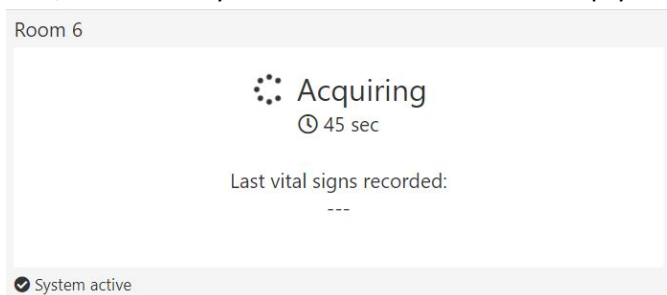 Room 6
Acquiring
45 sec
Last vital signs recorded:
---
System active